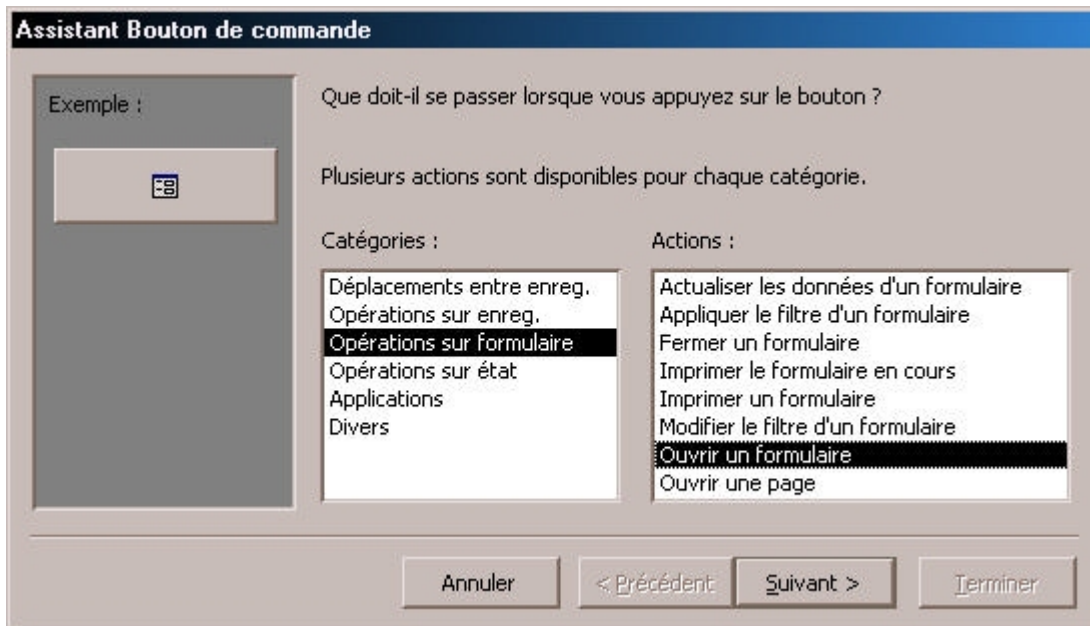 Assistant Bouton de commande
Exemple :
Que doit-il se passer lorsque vous appuyez sur le bouton ?
Plusieurs actions sont disponibles pour chaque catégorie.
Catégories :
Déplacements entre enreg.
Opérations sur enreg.
Opérations sur formulaire
Opérations sur état
Applications
Divers
Actions :
Actualiser les données d'un formulaire
Appliquer le filtre d'un formulaire
Fermer un formulaire
Imprimer le formulaire en cours
Imprimer un formulaire
Modifier le filtre d'un formulaire
Ouvrir un formulaire
Ouvrir une page
Annuler
< Précédent
Suivant >
Terminer